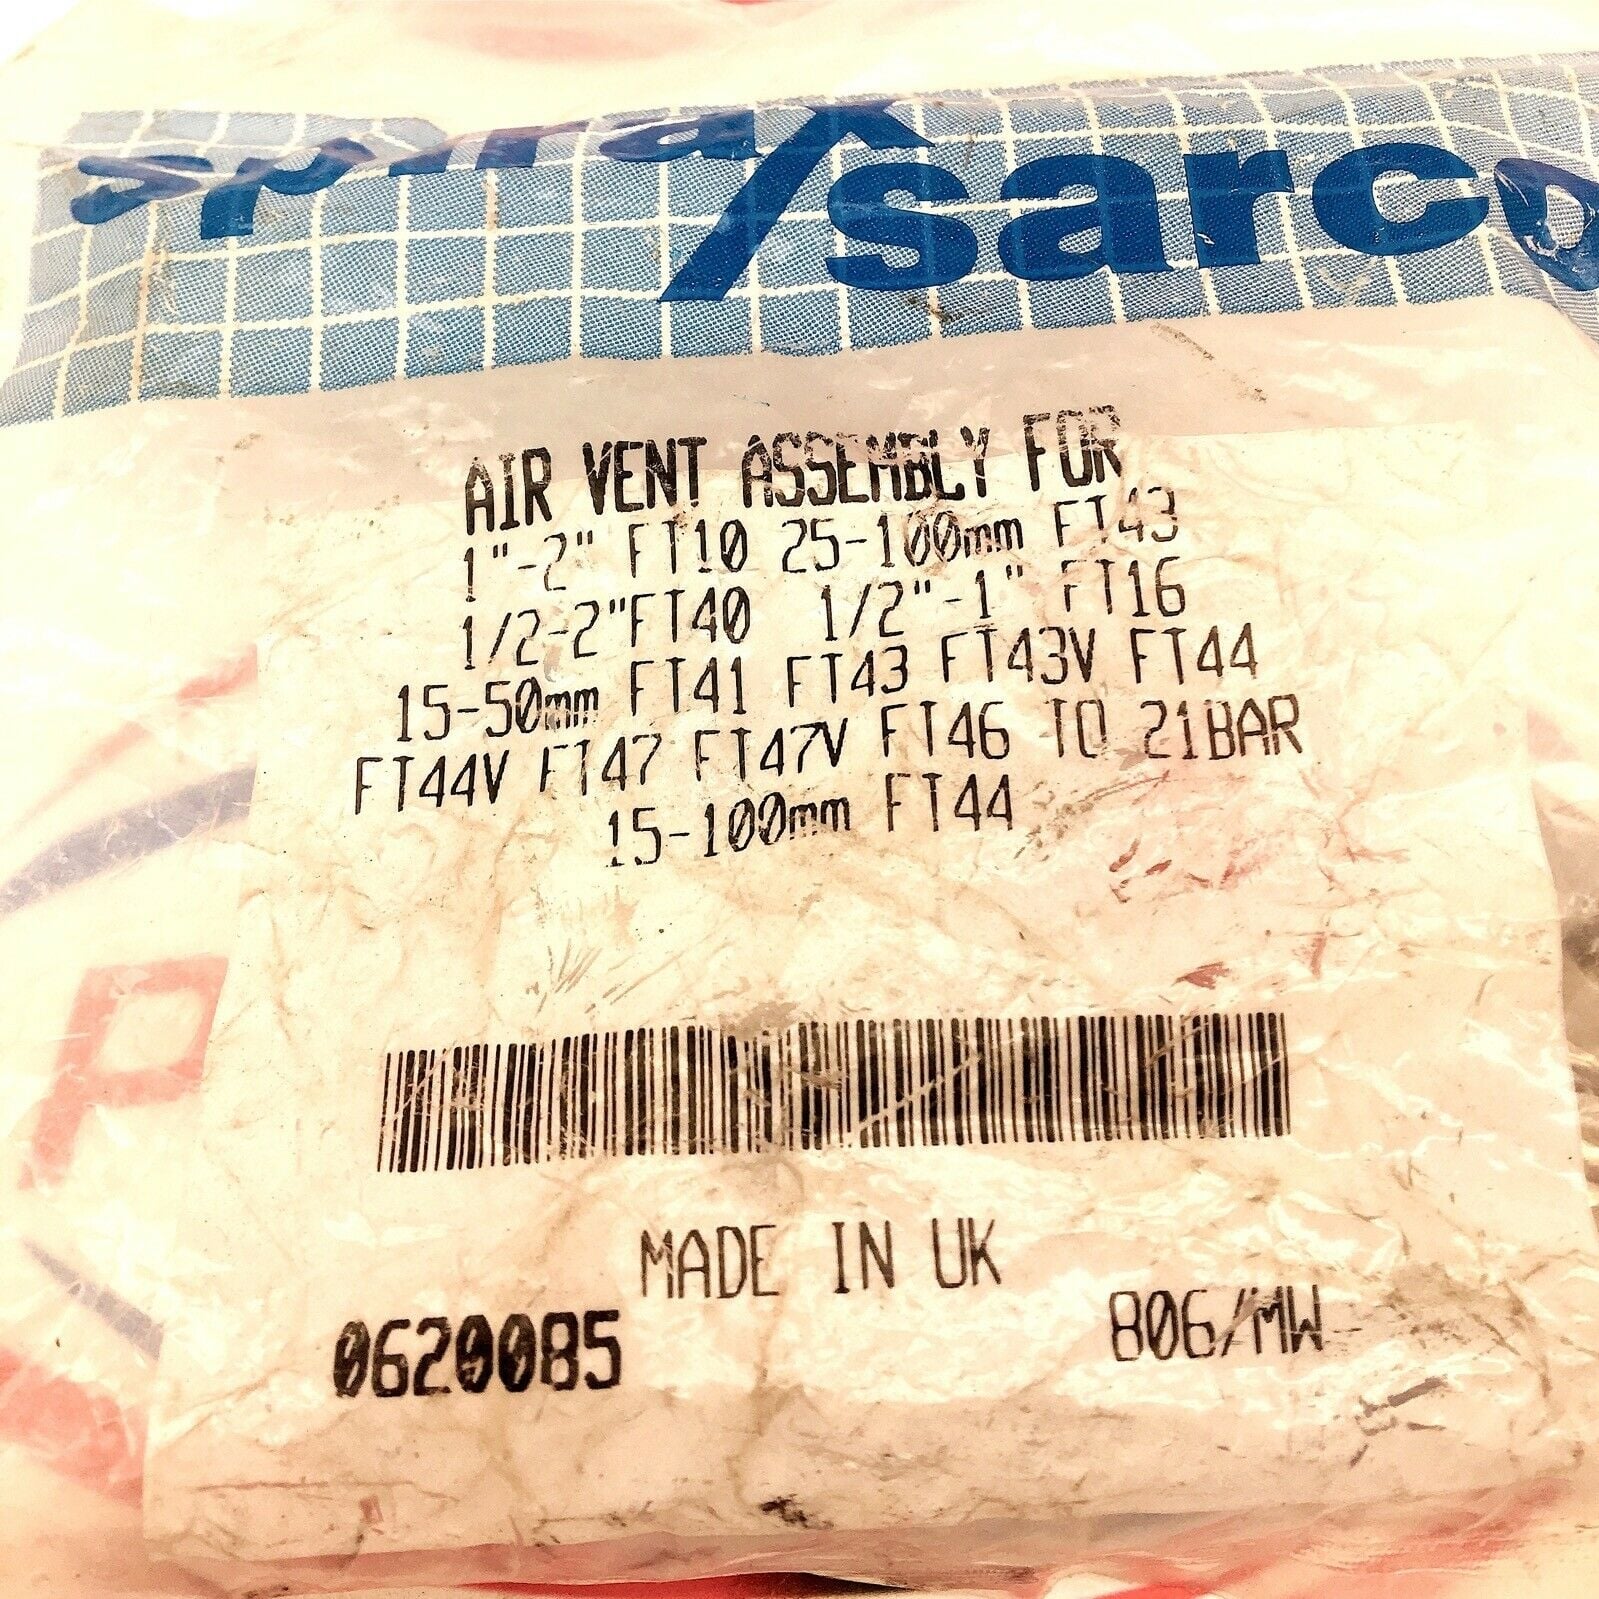 spirax/sarco
AIR VENT ASSEMBLY FOR
1"-2" FT10 25-100mm FT43
1/2-2"FT40 1/2"-1" FT16
15-50mm FT41 FT43 FT43V FT44
FT44V FT47 FT47V FT46 TO 21BAR
15-100mm FT44
P
MADE IN UK
0620085 806/MW